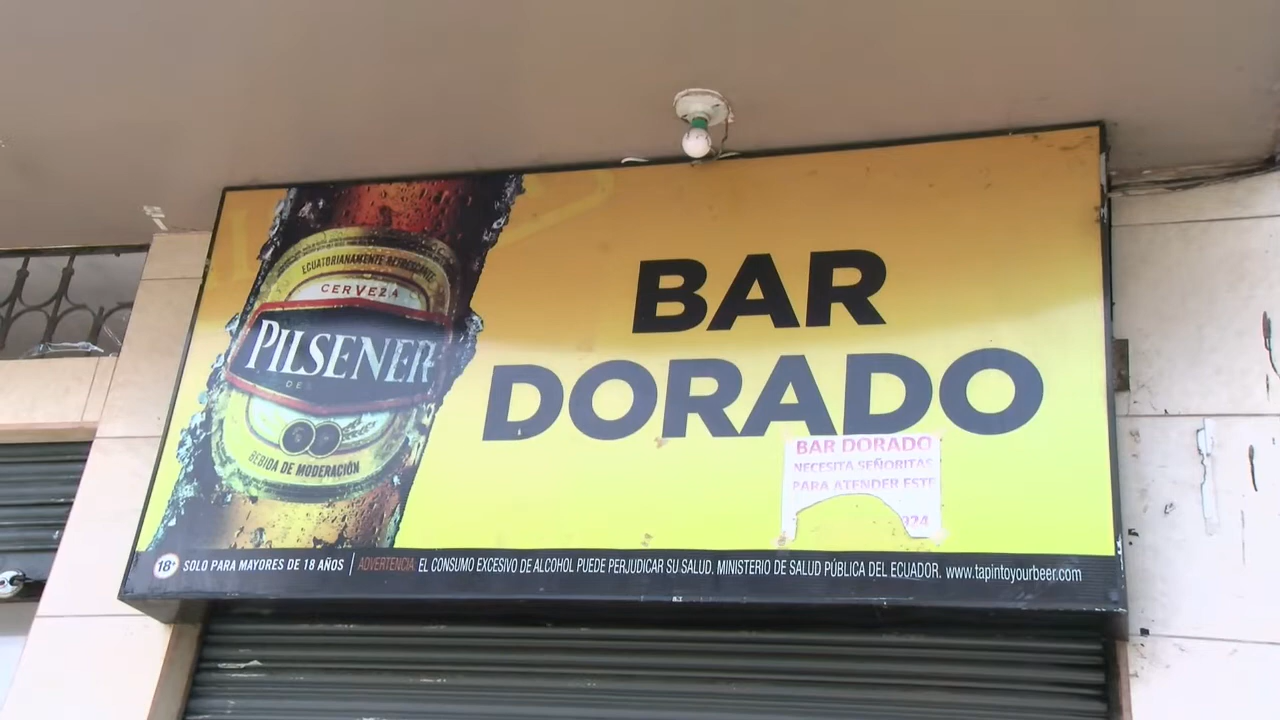 ECUATORIANAMENTE REFRESCANTE
CERVEZA
PILSENER
DES
BEBIDA DE MODERACIÓN
BAR
DORADO
BAR DORADO
NECESITA SEÑORITAS
PARA ATENDER ESTE
924
18+ SOLO PARA MAYORES DE 18 AÑOS | ADVERTENCIA: EL CONSUMO EXCESIVO DE ALCOHOL PUEDE PERJUDICAR SU SALUD. MINISTERIO DE SALUD PÚBLICA DEL ECUADOR. www.tapintoyourbeer.com